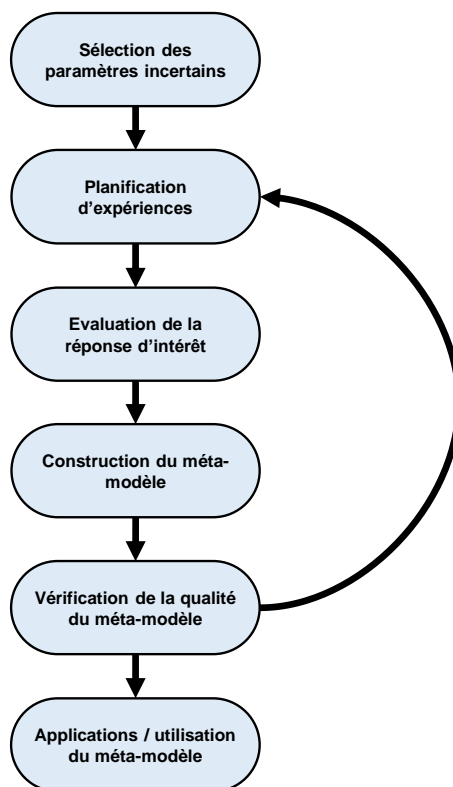 Sélection des
paramètres incertains
Planification
d'expériences
Evaluation de la
réponse d'intérêt
Construction du méta-
modèle
Vérification de la qualité
du méta-modèle
Applications / utilisation
du méta-modèle